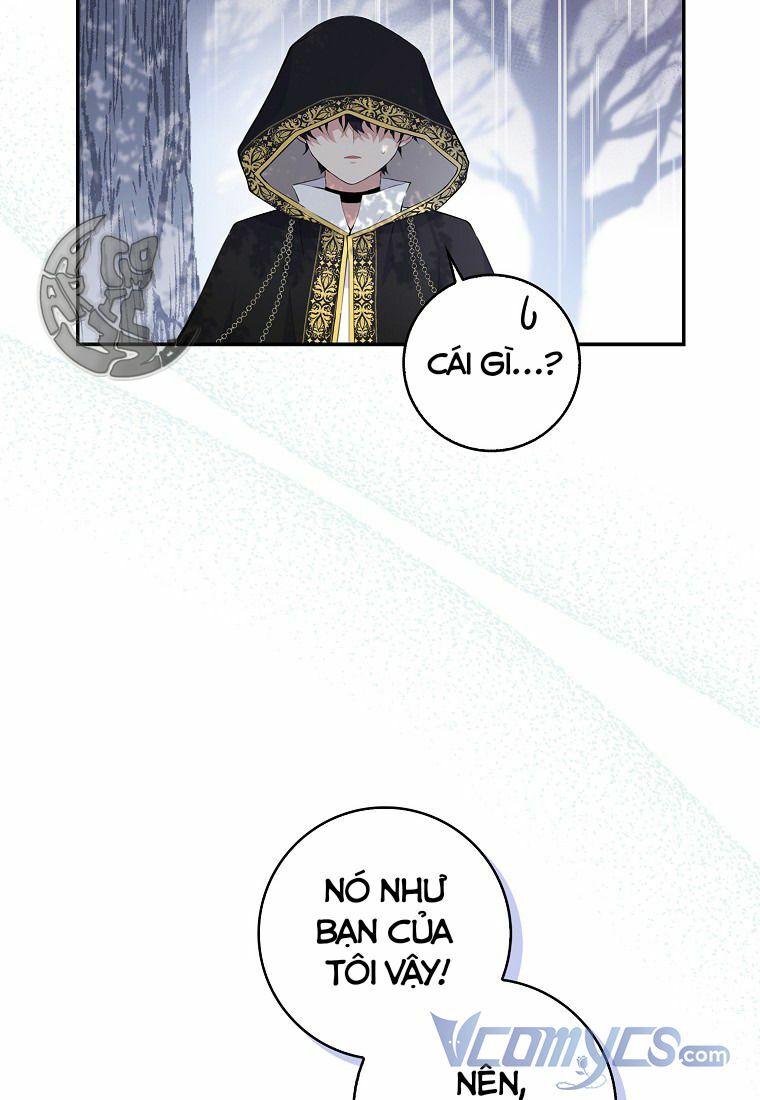 CÁI GÌ...?
NÓ NHƯ
BẠN CỦA
TÔI VẬY!
NÊN,
VCOMYCS.com